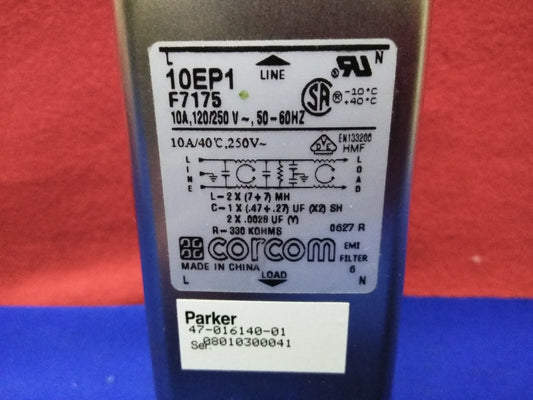 L LINE N
10EP1
F7175
-10°C
+40°C
10A,120/250 V~, 50-60HZ
10A/40℃,250V~
VDE
EN133200
HMF
LINE
LOAD
L-2 X (7+7) MH
C-1 X (.47+.27) UF (X2) SH
2 X .0028 UF (Y)
R-330 KOHMS 0627 R
corcom EMI
FILTER
MADE IN CHINA 6
L LOAD N
Parker
47-016140-01
Ser. 08010300041